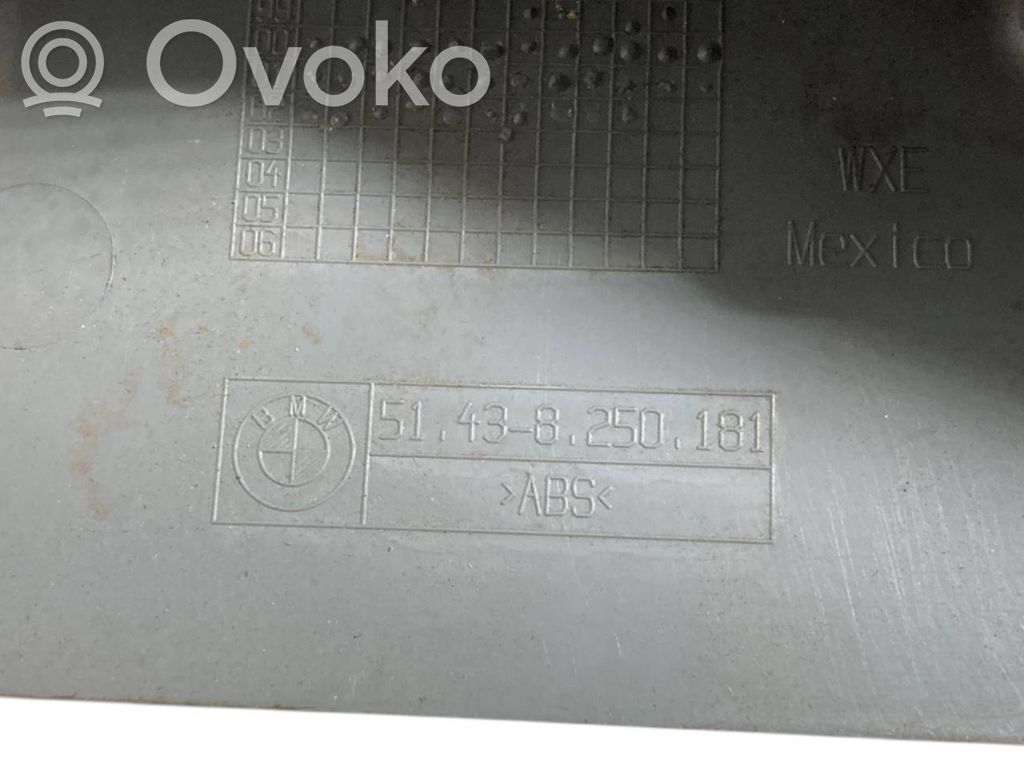 Ovoko
99
00
03
04
05
06
WXE
Mexico
BMW
51.43-8.250.181
>ABS<